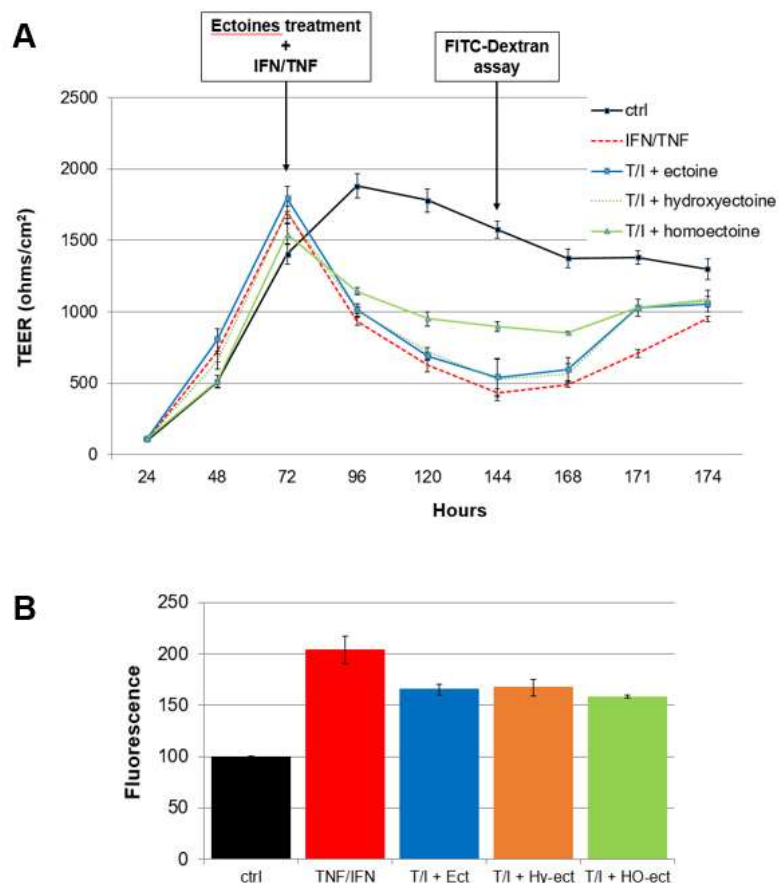 A
Ectoines treatment
+
IFN/TNF
FITC-Dextran
assay
2500
2000
1500
1000
500
0
TEER (ohms/cm²)
24 48 72 96 120 144 168 171 174
Hours
ctrl
IFN/TNF
T/I + ectoine
T/I + hydroxyectoine
T/I + homoectoine
B
250
200
150
100
50
0
Fluorescence
ctrl TNF/IFN T/I + Ect T/I + Hy-ect T/I + HO-ect